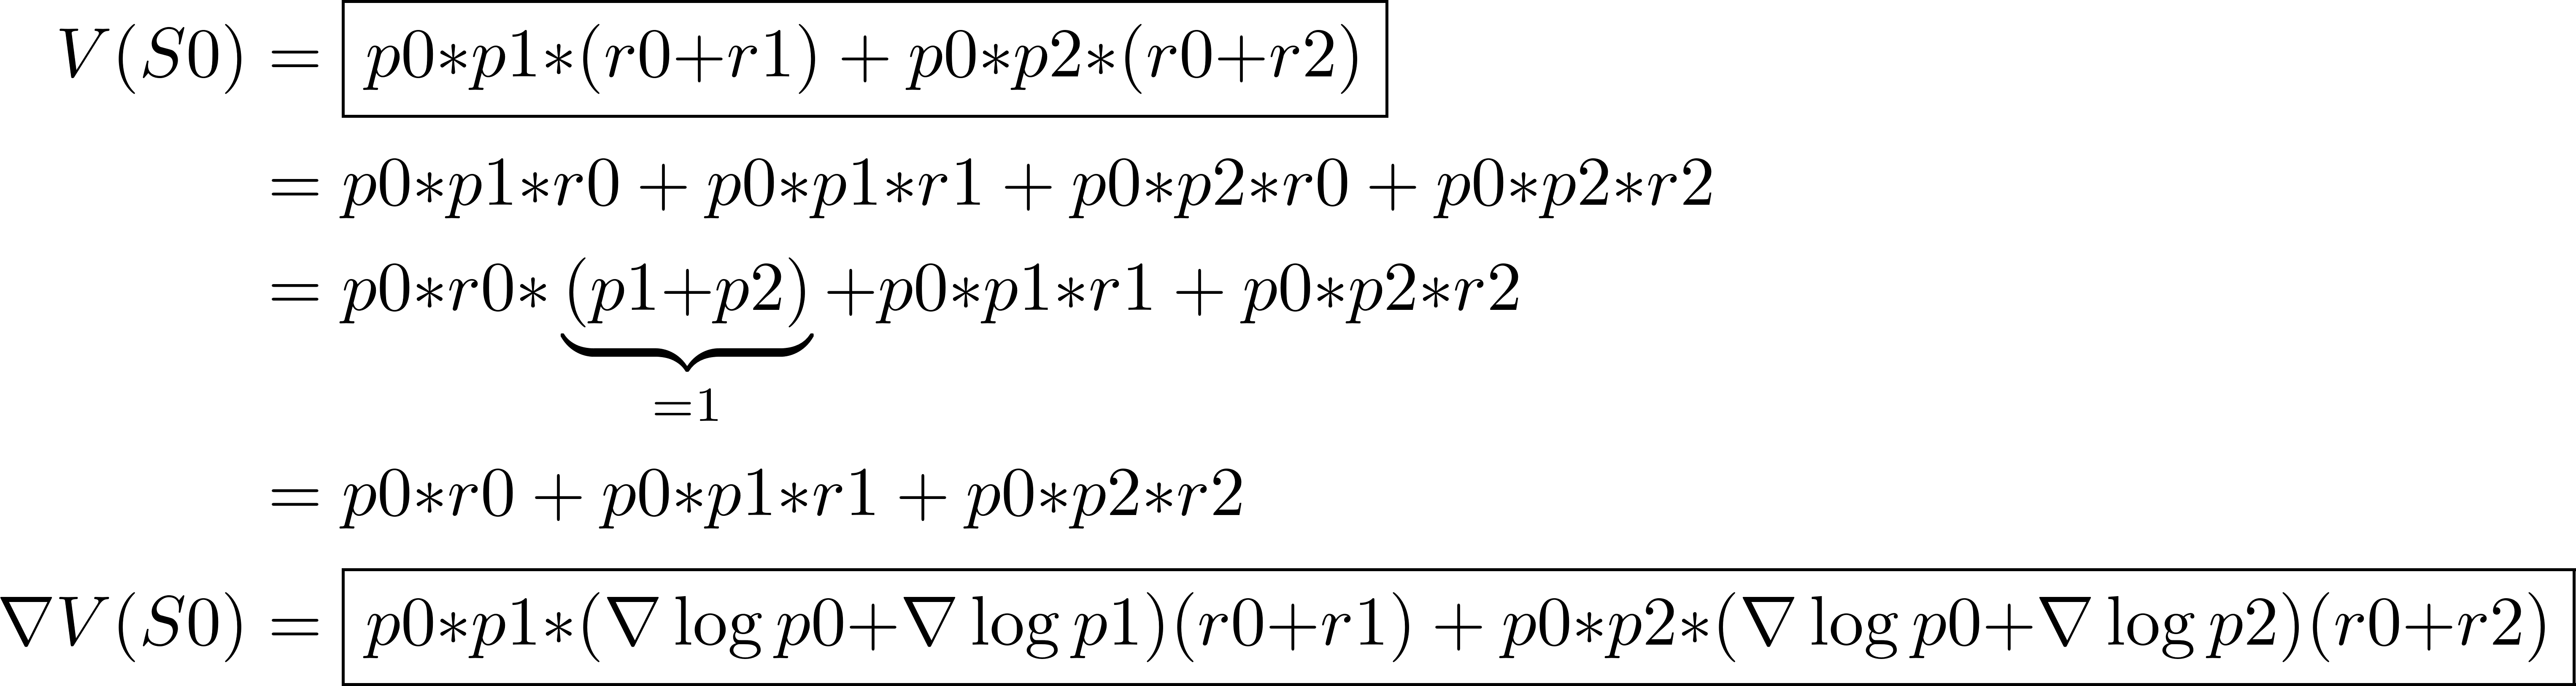 V(S0) = p0*p1*(r0+r1) + p0*p2*(r0+r2)
= p0*p1*r0 + p0*p1*r1 + p0*p2*r0 + p0*p2*r2
= p0*r0*(p1+p2) +p0*p1*r1 + p0*p2*r2
=1
= p0*r0 + p0*p1*r1 + p0*p2*r2
∇V(S0) = p0*p1*(∇ log p0+∇ log p1)(r0+r1) + p0*p2*(∇ log p0+∇ log p2)(r0+r2)